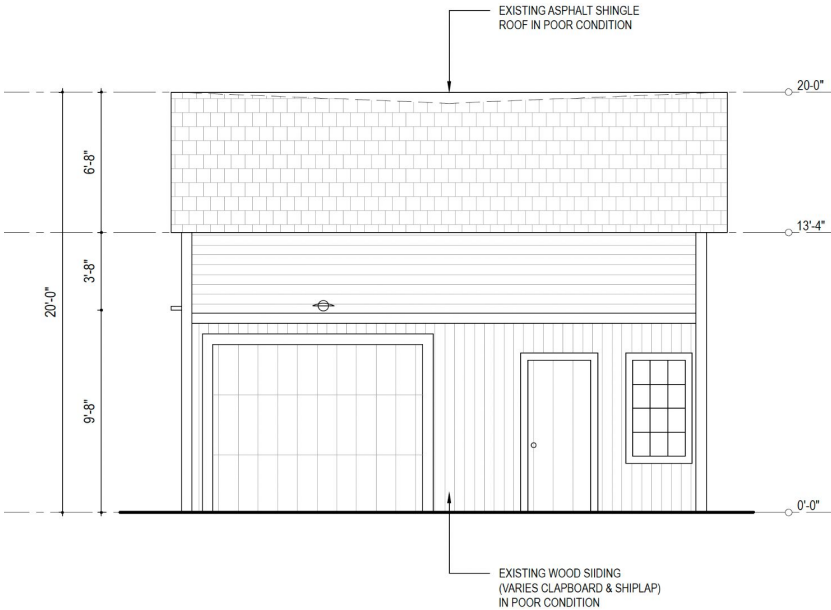 EXISTING ASPHALT SHINGLE
ROOF IN POOR CONDITION
20-0"
6'-8"
13'-4"
3'-8"
20'-0"
9'-8"
0'-0"
EXISTING WOOD SIIDING
(VARIES CLAPBOARD & SHIPLAP)
IN POOR CONDITION